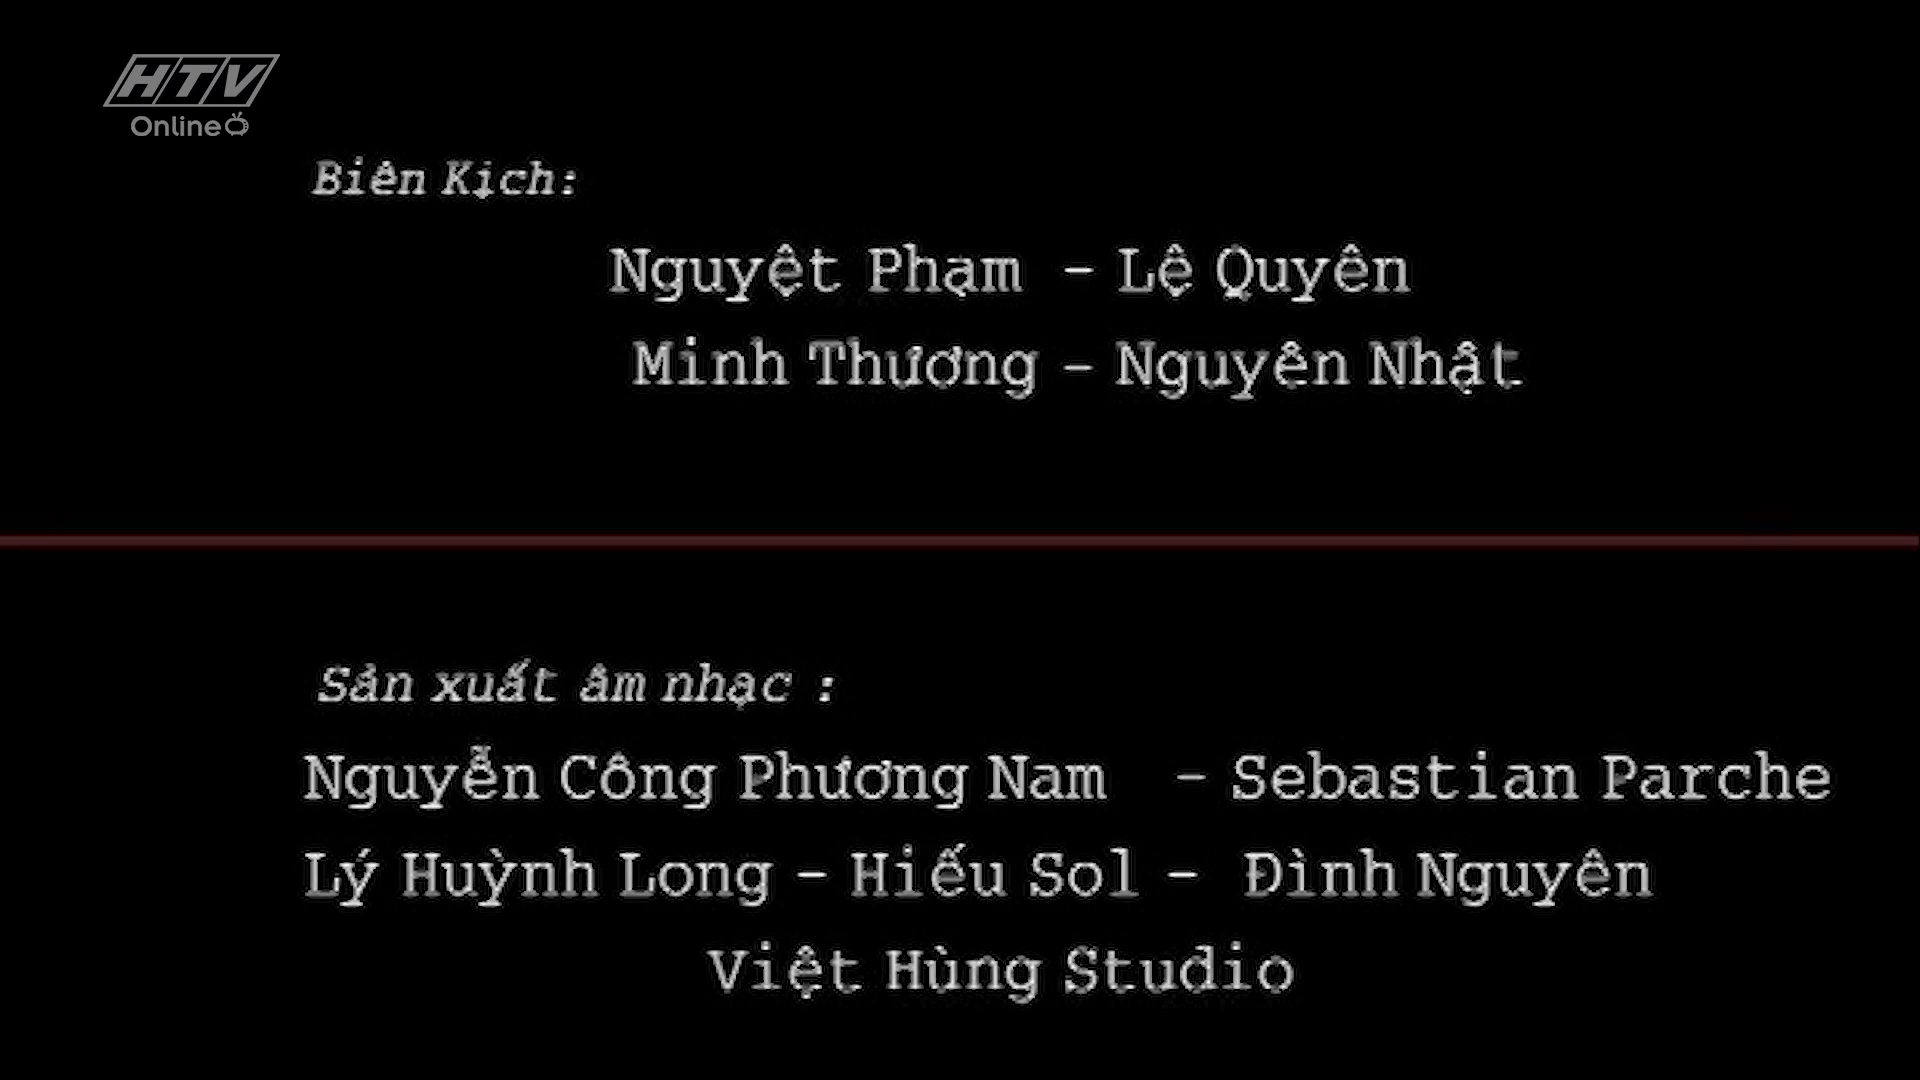 HTV
Online
Biên Kịch:
Nguyệt Phạm - Lệ Quyên
Minh Thương - Nguyên Nhật
Sản xuất âm nhạc :
Nguyễn Công Phương Nam - Sebastian Parche
Lý Huỳnh Long - Hiếu Sol - Đình Nguyên
Việt Hùng Studio